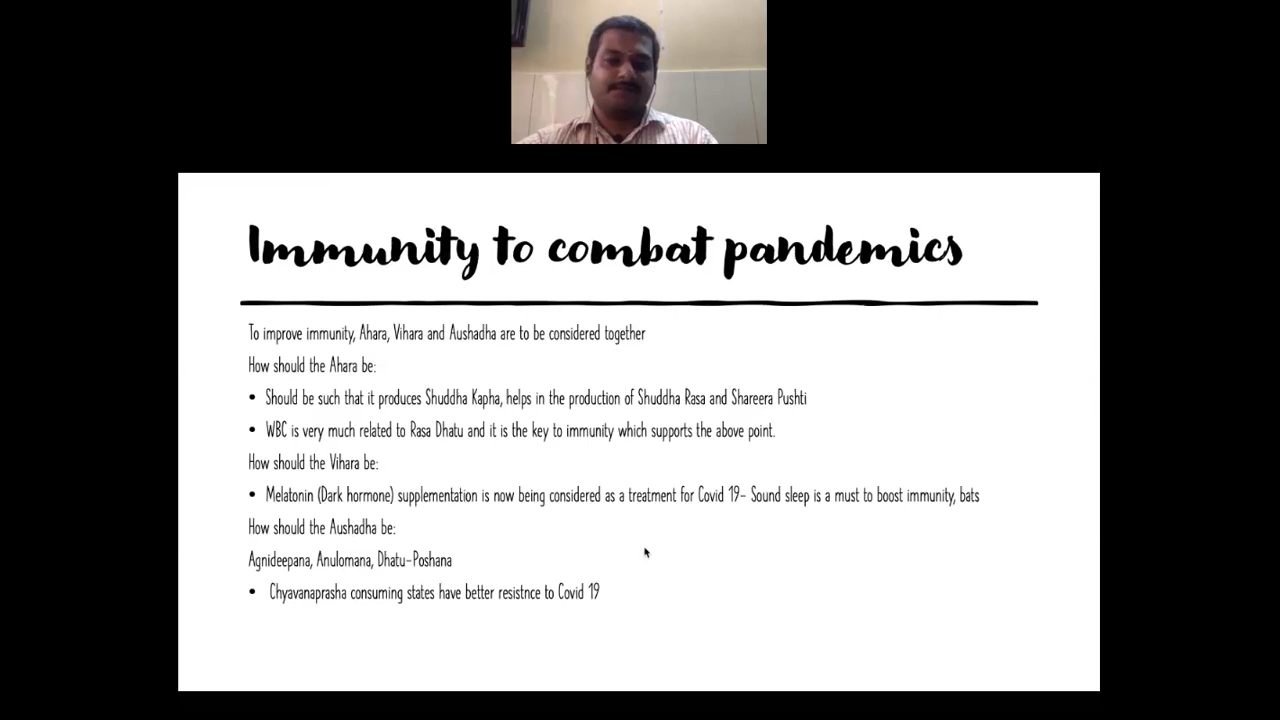 Immunity to combat pandemics
To improve immunity, Ahara, Vihara and Aushadha are to be considered together
How should the Ahara be:
• Should be such that it produces Shuddha Kapha, helps in the production of Shuddha Rasa and Shareera Pushti
• WBC is very much related to Rasa Dhatu and it is the key to immunity which supports the above point.
How should the Vihara be:
• Melatonin (Dark hormone) supplementation is now being considered as a treatment for Covid 19- Sound sleep is a must to boost immunity, bats
How should the Aushadha be:
Agnideepana, Anulomana, Dhatu-Poshana
• Chyavanaprasha consuming states have better resistnce to Covid 19